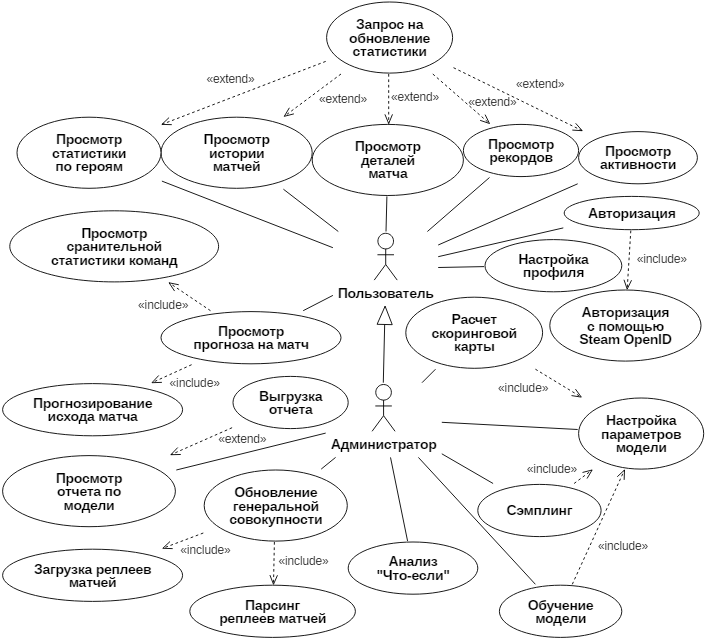 Запрос на
обновление
статистики
«extend»
«extend»
«extend»
«extend»
«extend»
Просмотр
статистики
по героям
Просмотр
истории
матчей
Просмотр
деталей
матча
Просмотр
рекордов
Просмотр
активности
Авторизация
Просмотр
сранительной
статистики команд
Настройка
профиля
«include»
Пользователь
«include»
Просмотр
прогноза на матч
Расчет
скоринговой
карты
Авторизация
с помощью
Steam OpenID
«include»
«include»
Прогнозирование
исхода матча
Выгрузка
отчета
Настройка
параметров
модели
«extend»
Администратор
Просмотр
отчета по
модели
«include»
Обновление
генеральной
совокупности
Сэмплинг
«include»
«include»
«include»
Загрузка реплеев
матчей
Анализ
"Что-если"
Парсинг
реплеев матчей
Обучение
модели